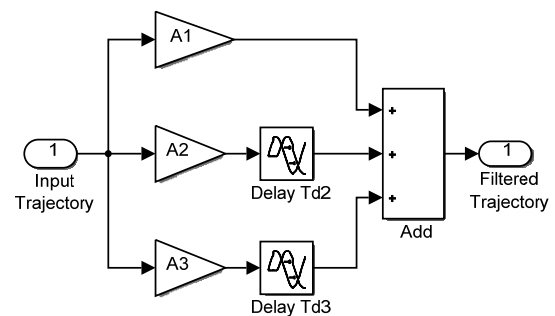 A1
+
1
Input
Trajectory
A2
Delay Td2
+
Add
1
Filtered
Trajectory
A3
Delay Td3
+